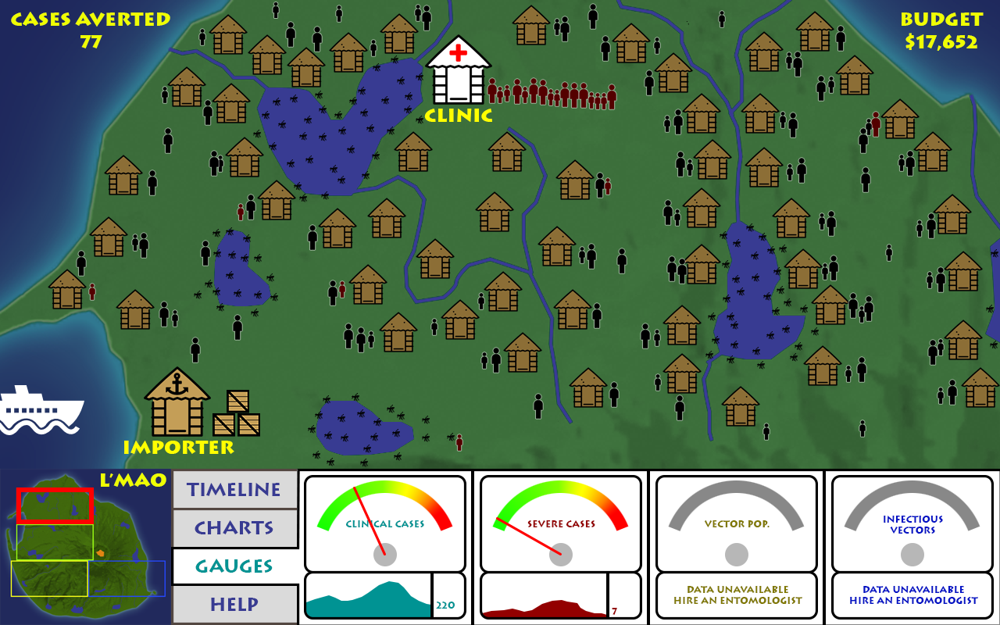 CASES AVERTED
77
BUDGET
$17,652
CLINIC
IMPORTER
L'MAO
TIMELINE
CHARTS
GAUGES
HELP
CLINICAL CASES
220
SEVERE CASES
7
VECTOR POP.
DATA UNAVAILABLE
HIRE AN ENTOMOLOGIST
INFECTIOUS
VECTORS
DATA UNAVAILABLE
HIRE AN ENTOMOLOGIST